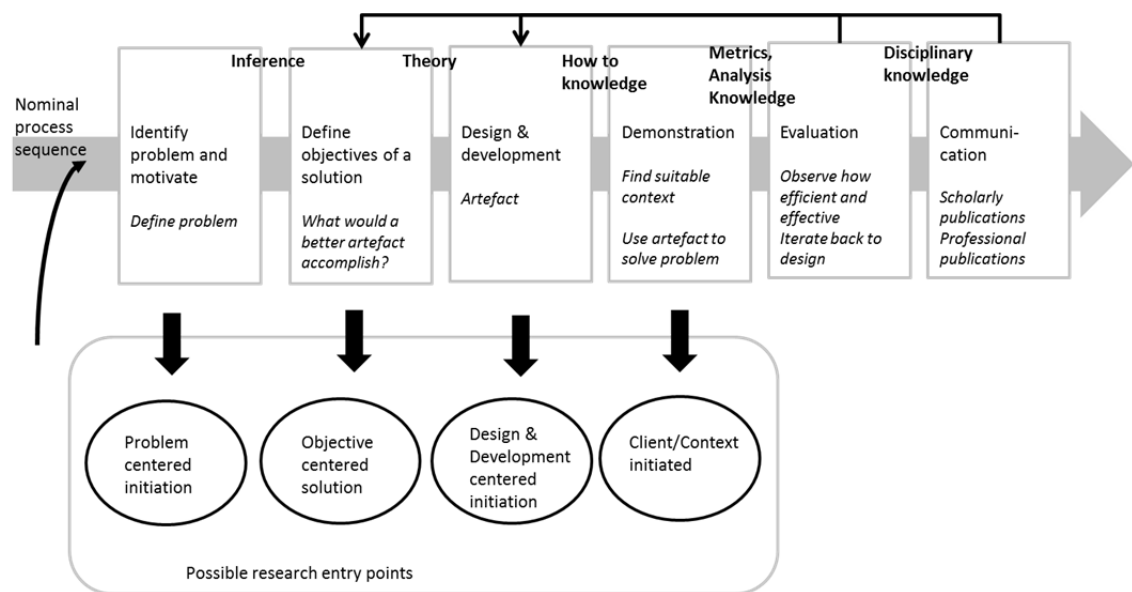 Inference
Theory
How to
knowledge
Metrics,
Analysis
Knowledge
Disciplinary
knowledge
Nominal
process
sequence
Identify
problem and
motivate
Define problem
Define
objectives of a
solution
What would a
better artefact
accomplish?
Design &
development
Artefact
Demonstration
Find suitable
context
Use artefact to
solve problem
Evaluation
Observe how
efficient and
effective
Iterate back to
design
Communi-
cation
Scholarly
publications
Professional
publications
Problem
centered
initiation
Objective
centered
solution
Design &
Development
centered
initiation
Client/Context
initiated
Possible research entry points